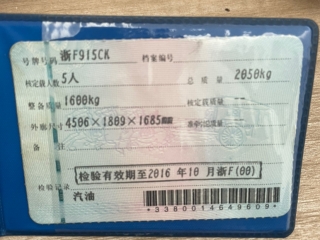 号牌号码 浙F915CK 档案编号
核定载人数 5人 总质量 2050kg
整备质量 1600kg 核定载质量 --
外廓尺寸 4506×1809×1685mm 准牵引总质量 --
备注
检验有效期至2016年10月浙F(00)
检验记录
汽油
*3380014549609*